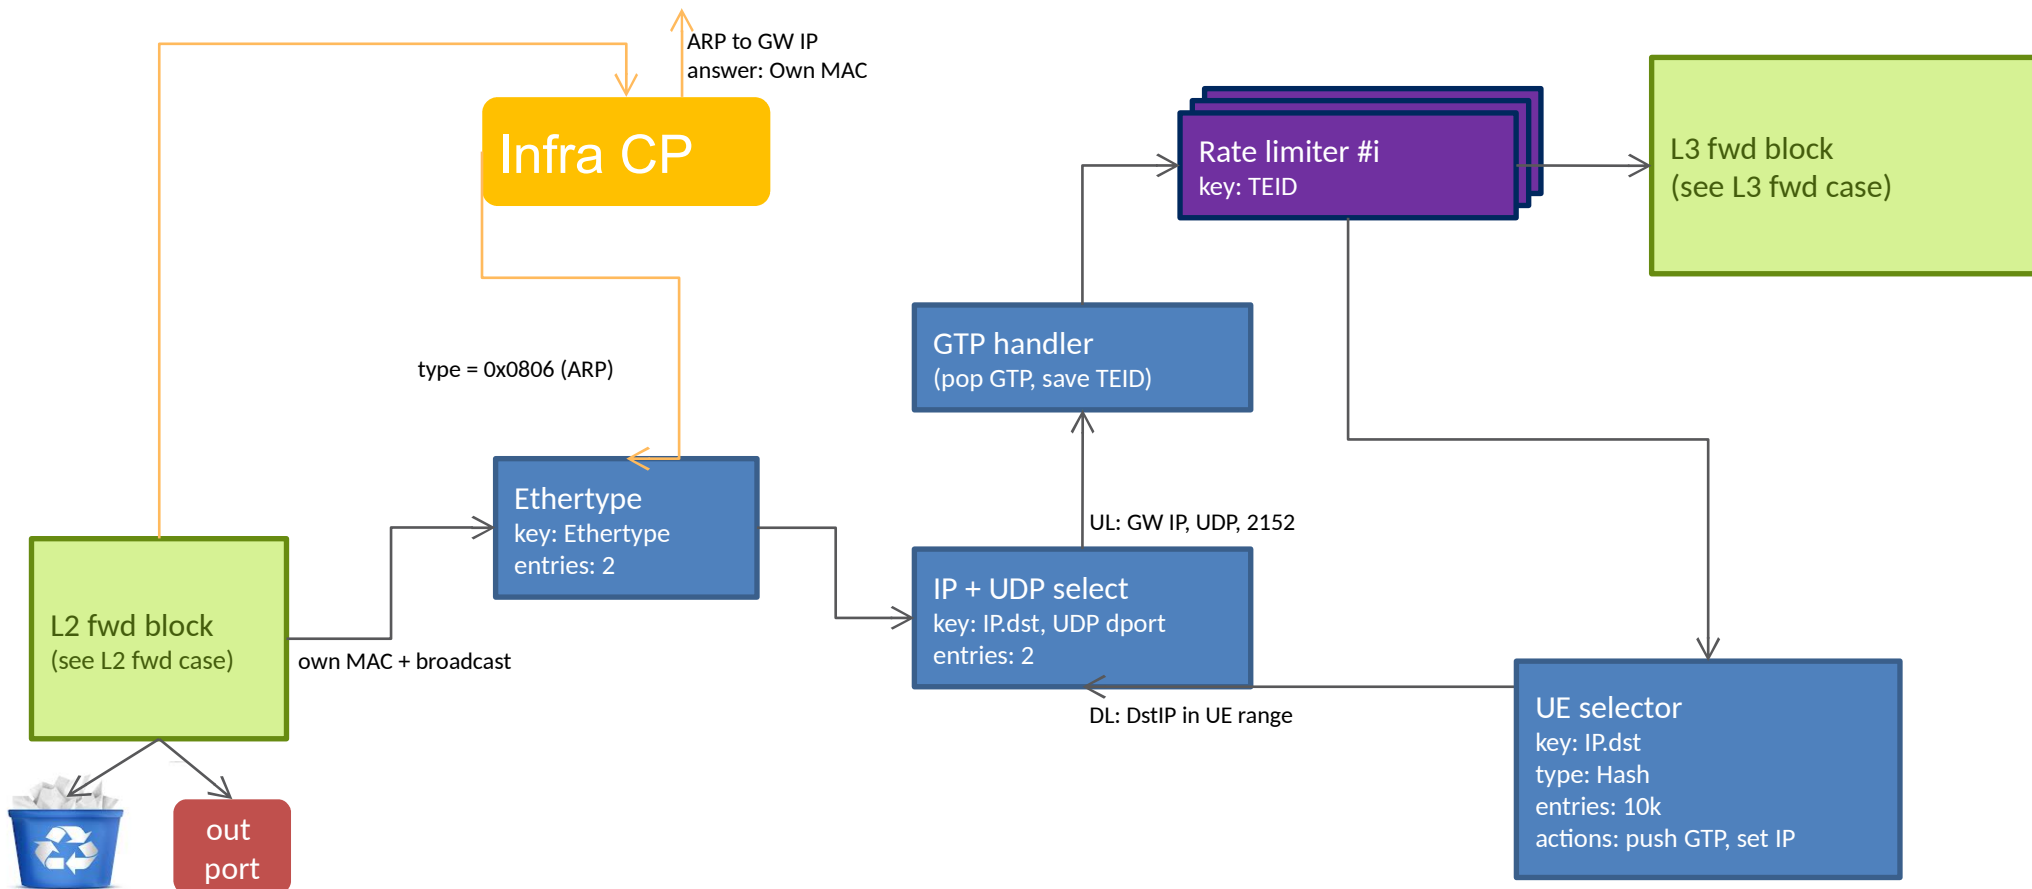 ARP to GW IP
answer: Own MAC
Infra CP
Rate limiter #i
key: TEID
L3 fwd block
(see L3 fwd case)
GTP handler
(pop GTP, save TEID)
type = 0x0806 (ARP)
Ethertype
key: Ethertype
entries: 2
UL: GW IP, UDP, 2152
IP + UDP select
key: IP.dst, UDP dport
entries: 2
L2 fwd block
(see L2 fwd case)
own MAC + broadcast
DL: DstIP in UE range
UE selector
key: IP.dst
type: Hash
entries: 10k
actions: push GTP, set IP
out
port